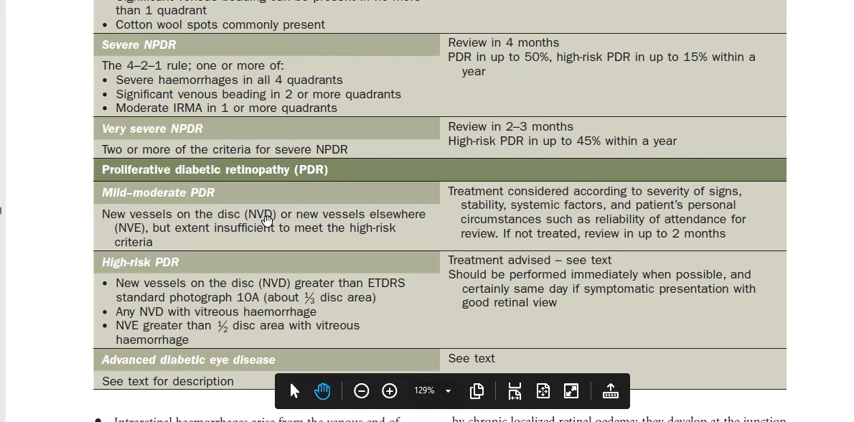 than 1 quadrant
• Cotton wool spots commonly present
Severe NPDR
The 4–2–1 rule; one or more of:
• Severe haemorrhages in all 4 quadrants
• Significant venous beading in 2 or more quadrants
• Moderate IRMA in 1 or more quadrants
Review in 4 months
PDR in up to 50%, high-risk PDR in up to 15% within a
year
Very severe NPDR
Two or more of the criteria for severe NPDR
Review in 2–3 months
High-risk PDR in up to 45% within a year
Proliferative diabetic retinopathy (PDR)
Mild–moderate PDR
New vessels on the disc (NVD) or new vessels elsewhere
(NVE), but extent insufficient to meet the high-risk
criteria
Treatment considered according to severity of signs,
stability, systemic factors, and patient's personal
circumstances such as reliability of attendance for
review. If not treated, review in up to 2 months
High-risk PDR
• New vessels on the disc (NVD) greater than ETDRS
standard photograph 10A (about 1/3 disc area)
• Any NVD with vitreous haemorrhage
• NVE greater than 1/2 disc area with vitreous
haemorrhage
Treatment advised – see text
Should be performed immediately when possible, and
certainly same day if symptomatic presentation with
good retinal view
Advanced diabetic eye disease
See text for description
See text
129%